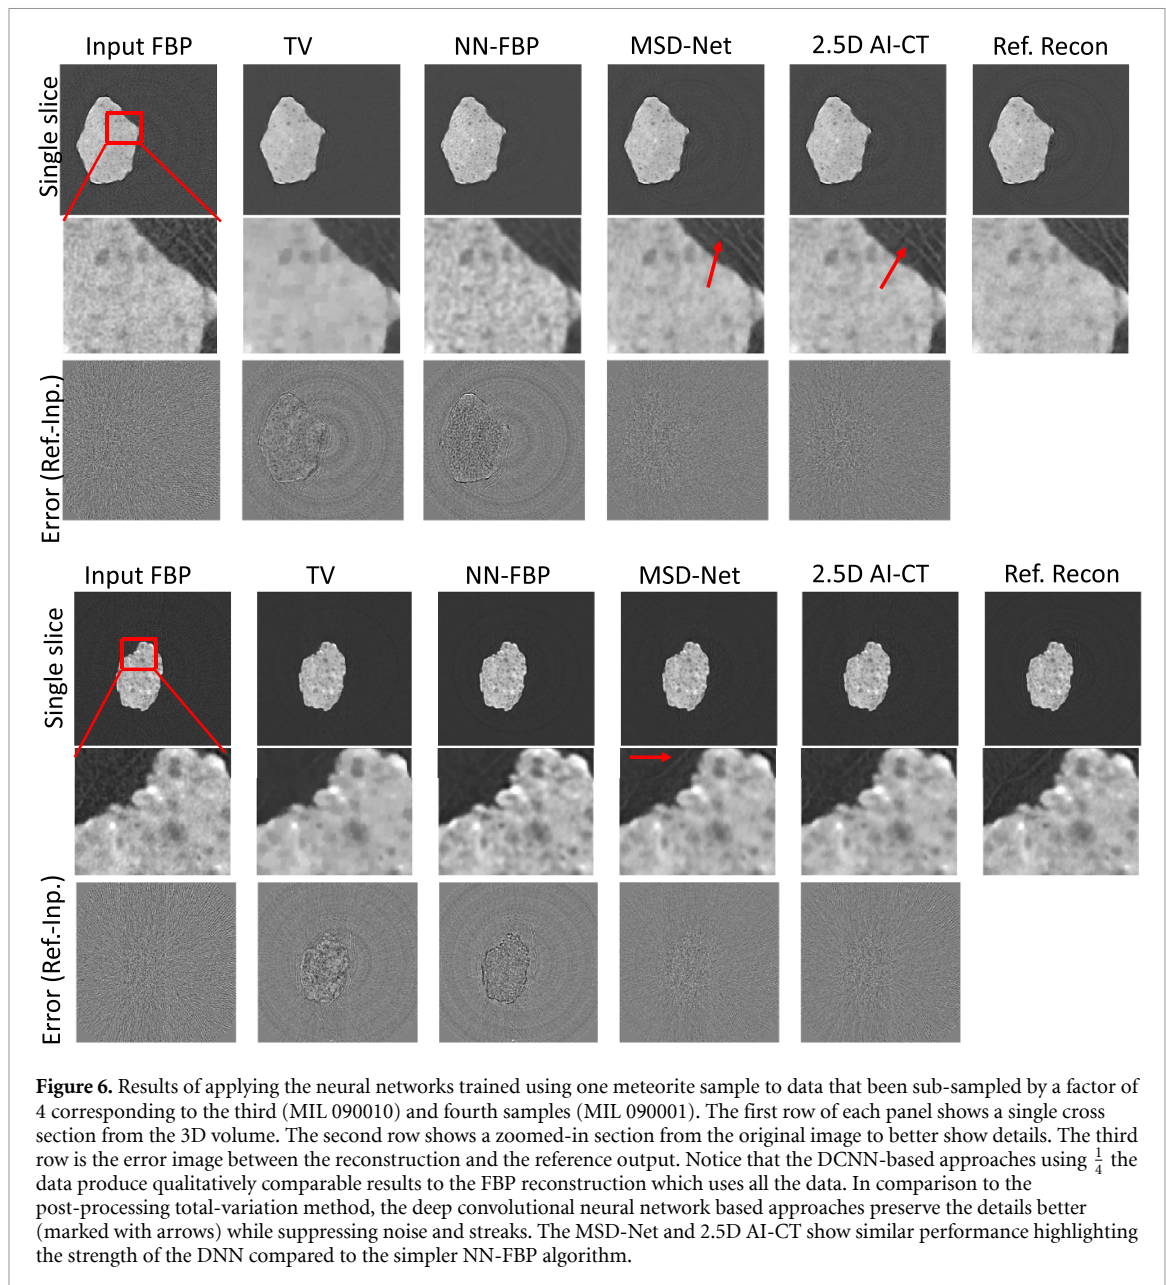 Input FBP TV NN-FBP MSD-Net 2.5D AI-CT Ref. Recon
Single slice
Error (Ref.-Inp.)
Input FBP TV NN-FBP MSD-Net 2.5D AI-CT Ref. Recon
Single slice
Error (Ref.-Inp.)
Figure 6. Results of applying the neural networks trained using one meteorite sample to data that been sub-sampled by a factor of
4 corresponding to the third (MIL 090010) and fourth samples (MIL 090001). The first row of each panel shows a single cross
section from the 3D volume. The second row shows a zoomed-in section from the original image to better show details. The third
row is the error image between the reconstruction and the reference output. Notice that the DCNN-based approaches using 1/4 the
data produce qualitatively comparable results to the FBP reconstruction which uses all the data. In comparison to the
post-processing total-variation method, the deep convolutional neural network based approaches preserve the details better
(marked with arrows) while suppressing noise and streaks. The MSD-Net and 2.5D AI-CT show similar performance highlighting
the strength of the DNN compared to the simpler NN-FBP algorithm.